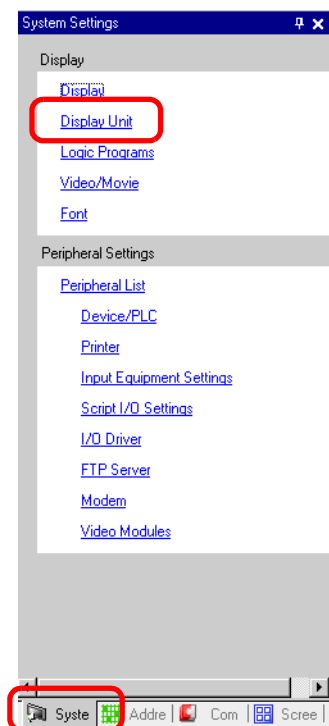 System Settings
Display
Display
Display Unit
Logic Programs
Video/Movie
Font
Peripheral Settings
Peripheral List
Device/PLC
Printer
Input Equipment Settings
Script I/O Settings
I/O Driver
FTP Server
Modem
Video Modules
Syste Addre Com Scree